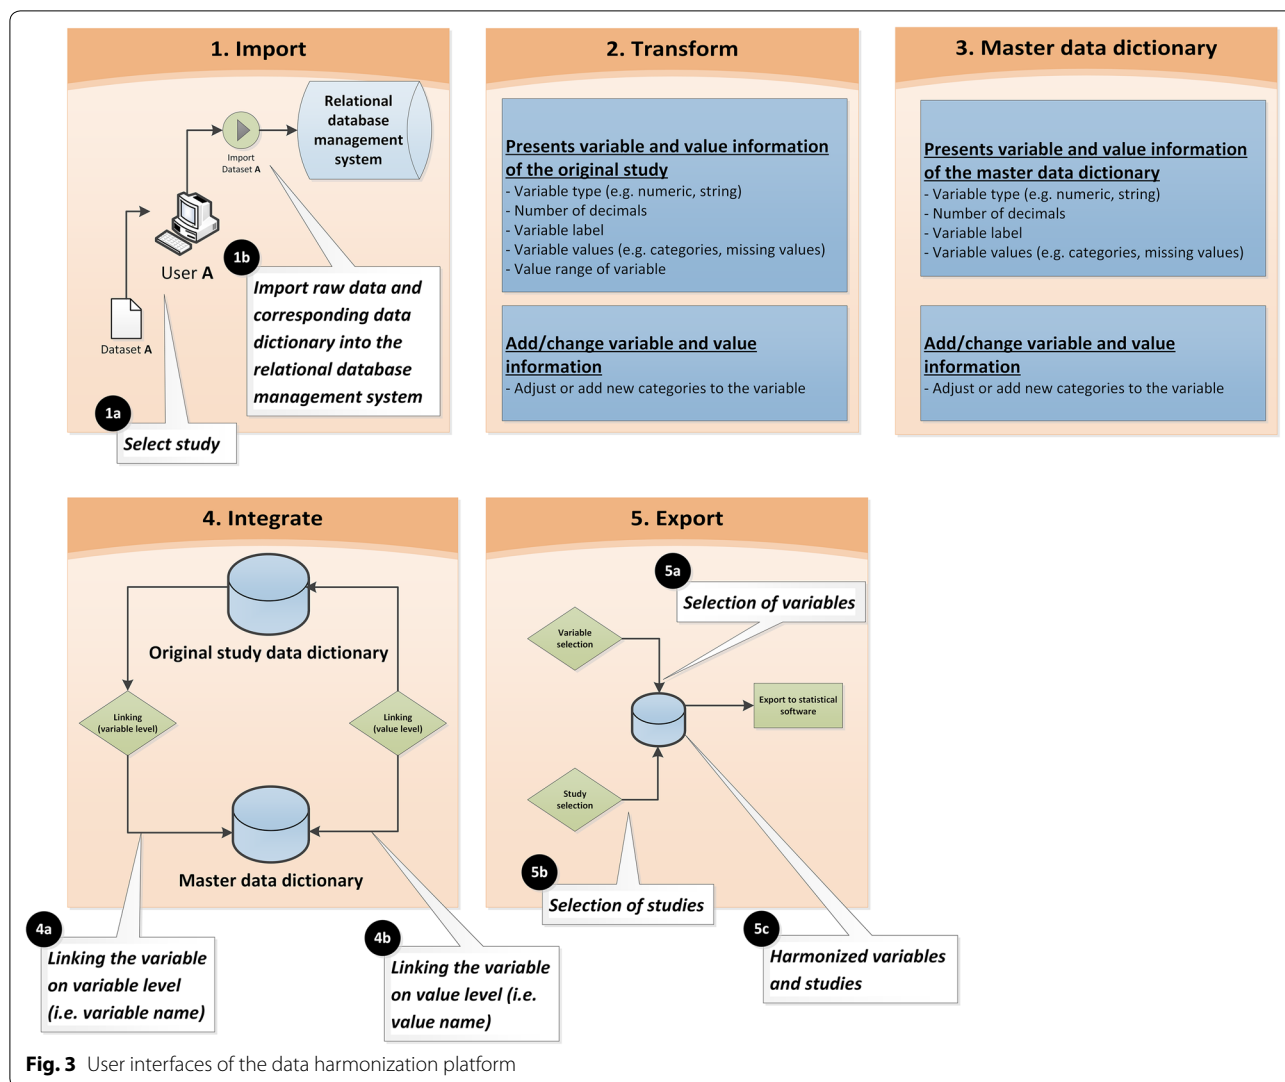 1. Import
Relational
database
management
system
Import
Dataset A
User A
Dataset A
1b
Import raw data and
corresponding data
dictionary into the
relational database
management system
1a
Select study
2. Transform
Presents variable and value information
of the original study
- Variable type (e.g. numeric, string)
- Number of decimals
- Variable label
- Variable values (e.g. categories, missing values)
- Value range of variable
Add/change variable and value
information
- Adjust or add new categories to the variable
3. Master data dictionary
Presents variable and value information
of the master data dictionary
- Variable type (e.g. numeric, string)
- Number of decimals
- Variable label
- Variable values (e.g. categories, missing values)
Add/change variable and value
information
- Adjust or add new categories to the variable
4. Integrate
Original study data dictionary
Linking
(variable level)
Linking
(value level)
Master data dictionary
4a
Linking the variable
on variable level
(i.e. variable name)
4b
Linking the variable
on value level (i.e.
value name)
5. Export
5a
Selection of variables
Variable
selection
Export to statistical
software
Study
selection
5b
Selection of studies
5c
Harmonized variables
and studies
Fig. 3 User interfaces of the data harmonization platform